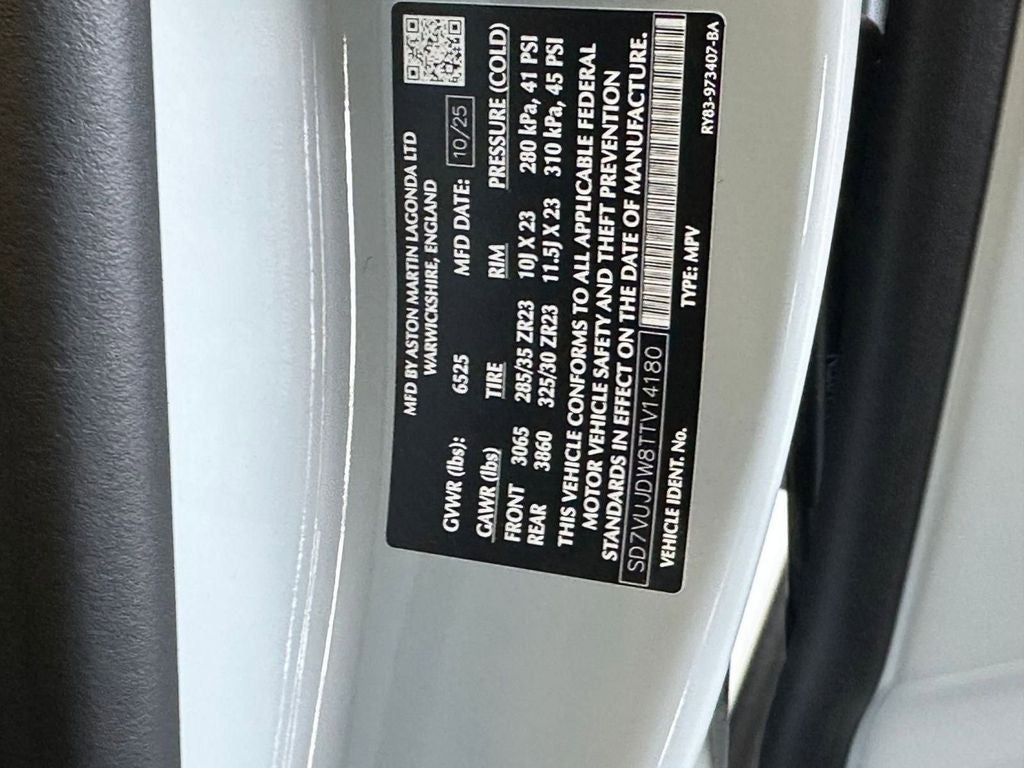 MFD BY ASTON MARTIN LAGONDA LTD
WARWICKSHIRE, ENGLAND
GVWR (lbs): 6525 MFD DATE: 10/25
GAWR (lbs) TIRE RIM PRESSURE (COLD)
FRONT 3065 285/35 ZR23 10J X 23 280 kPa, 41 PSI
REAR 3860 325/30 ZR23 11.5J X 23 310 kPa, 45 PSI
THIS VEHICLE CONFORMS TO ALL APPLICABLE FEDERAL
MOTOR VEHICLE SAFETY AND THEFT PREVENTION
STANDARDS IN EFFECT ON THE DATE OF MANUFACTURE.
SD7VUJDW8TTV14180
VEHICLE IDENT. No. TYPE: MPV
RY83-973407-BA